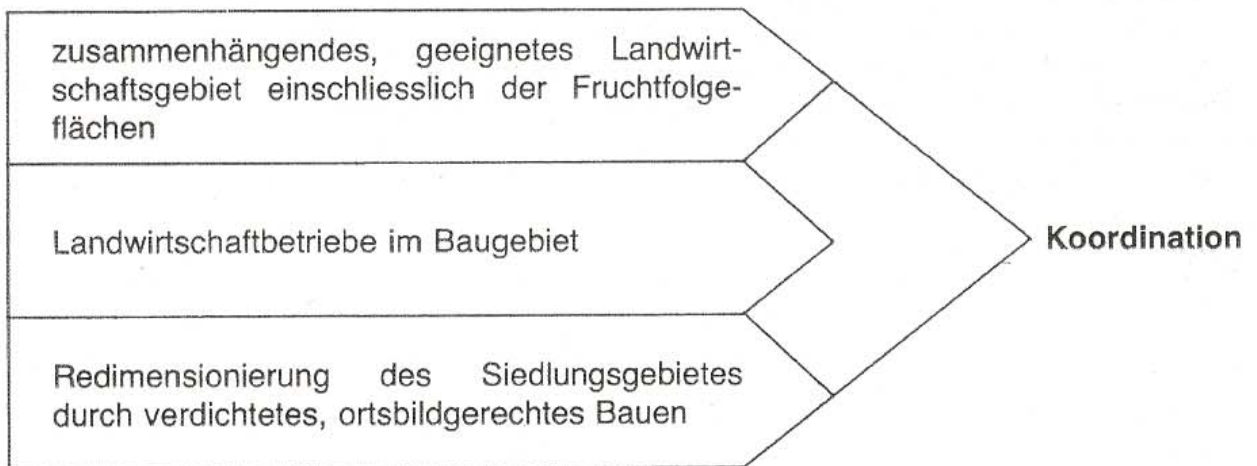 zusammenhängendes, geeignetes Landwirt-
schaftsgebiet einschliesslich der Fruchtfolge-
flächen
Landwirtschaftbetriebe im Baugebiet
Koordination
Redimensionierung des Siedlungsgebietes
durch verdichtetes, ortsbildgerechtes Bauen